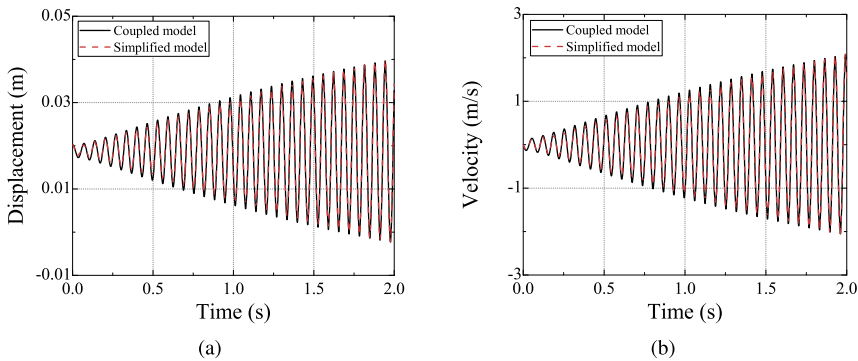 0.05
Coupled model
Simplified model
0.03
0.01
-0.01
0.0 0.5 1.0 1.5 2.0
Displacement (m)
Time (s)
(a)
3
Coupled model
Simplified model
1
-1
-3
0.0 0.5 1.0 1.5 2.0
Velocity (m/s)
Time (s)
(b)